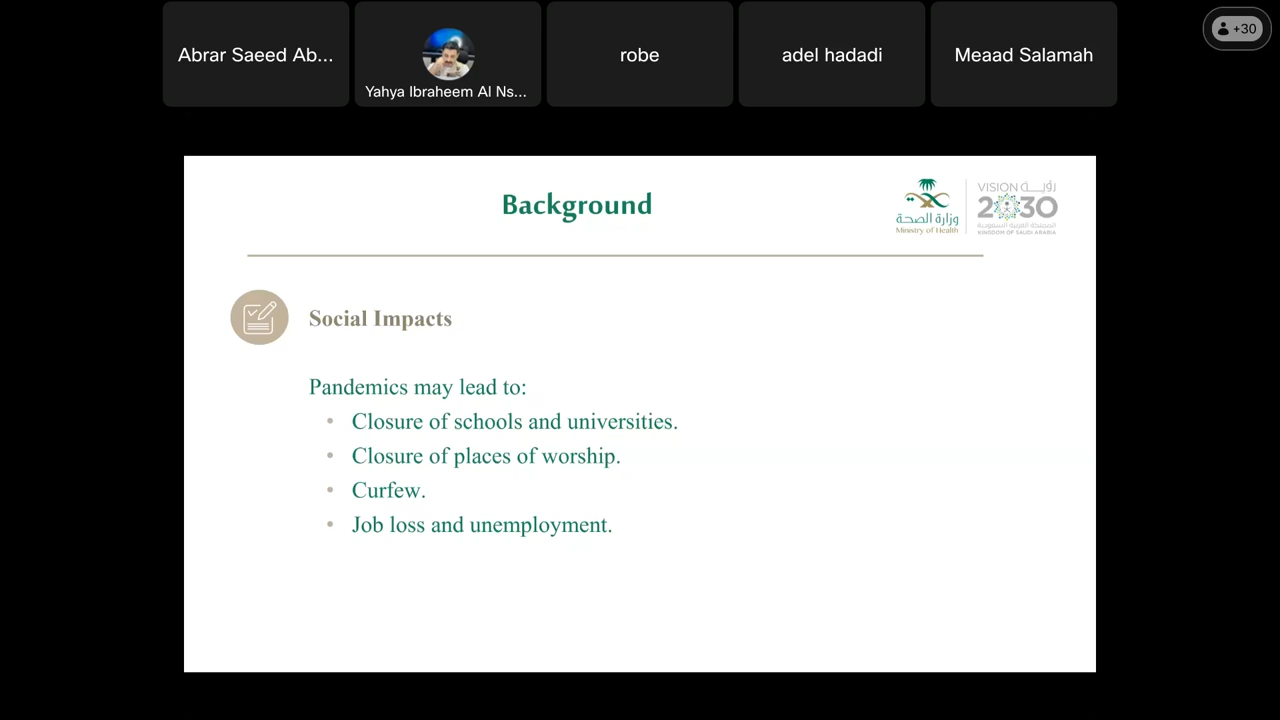 Abrar Saeed Ab...
Yahya Ibraheem Al Ns...
robe
adel hadadi
Meaad Salamah
+30
Background
وزارة الصحة
Ministry of Health
VISION رؤية
2030
المملكة العربية السعودية
KINGDOM OF SAUDI ARABIA
Social Impacts
Pandemics may lead to:
• Closure of schools and universities.
• Closure of places of worship.
• Curfew.
• Job loss and unemployment.